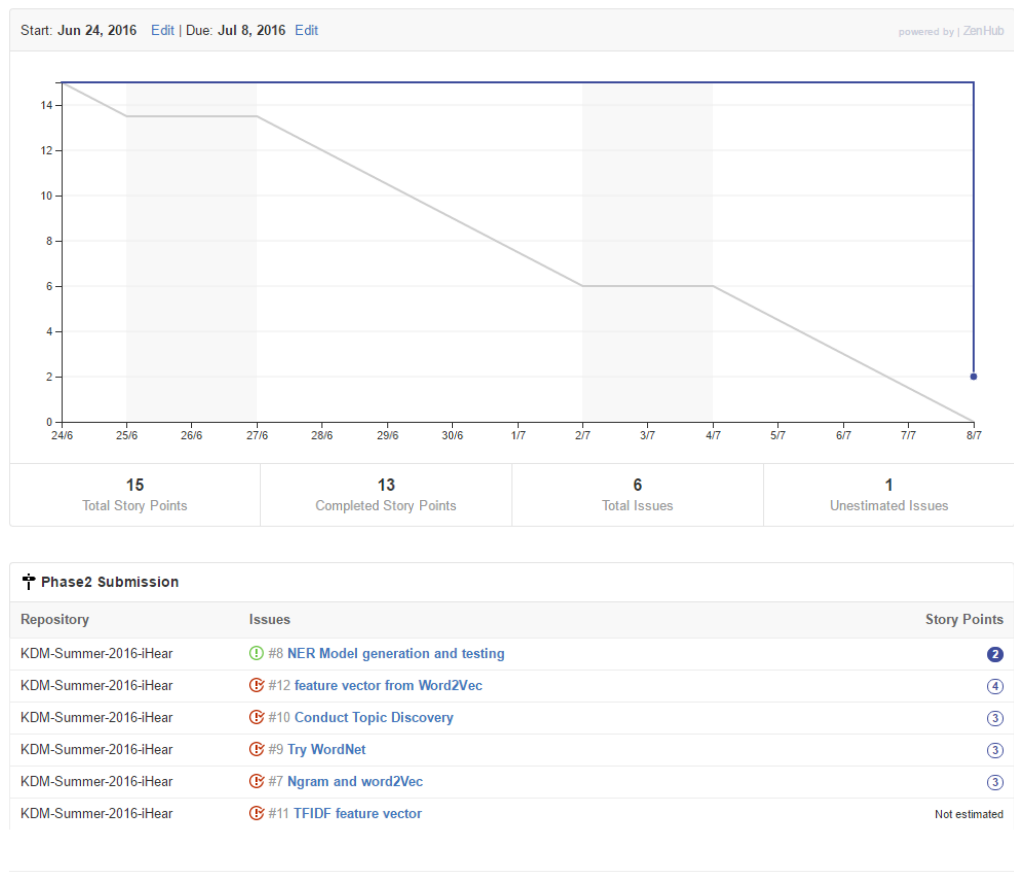 Start: Jun 24, 2016 Edit | Due: Jul 8, 2016 Edit powered by | ZenHub
14
12
10
8
6
4
2
0
24/6 25/6 26/6 27/6 28/6 29/6 30/6 1/7 2/7 3/7 4/7 5/7 6/7 7/7 8/7
15 13 6 1
Total Story Points Completed Story Points Total Issues Unestimated Issues
Phase2 Submission
Repository Issues Story Points
KDM-Summer-2016-iHear #8 NER Model generation and testing 2
KDM-Summer-2016-iHear #12 feature vector from Word2Vec 4
KDM-Summer-2016-iHear #10 Conduct Topic Discovery 3
KDM-Summer-2016-iHear #9 Try WordNet 3
KDM-Summer-2016-iHear #7 Ngram and word2Vec 3
KDM-Summer-2016-iHear #11 TFIDF feature vector Not estimated